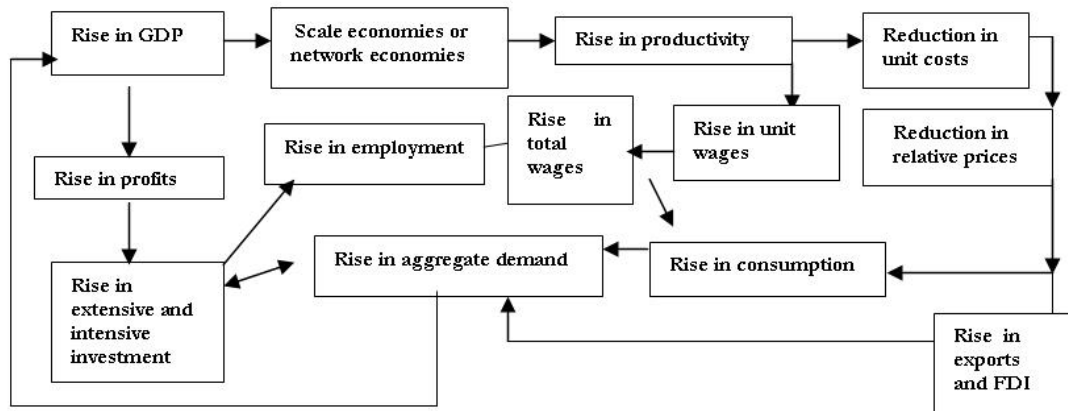 Rise in GDP
Scale economies or
network economies
Rise in productivity
Reduction in
unit costs
Rise in employment
Rise in
total
wages
Rise in unit
wages
Reduction in
relative prices
Rise in profits
Rise in aggregate demand
Rise in consumption
Rise in
extensive and
intensive
investment
Rise in
exports
and FDI